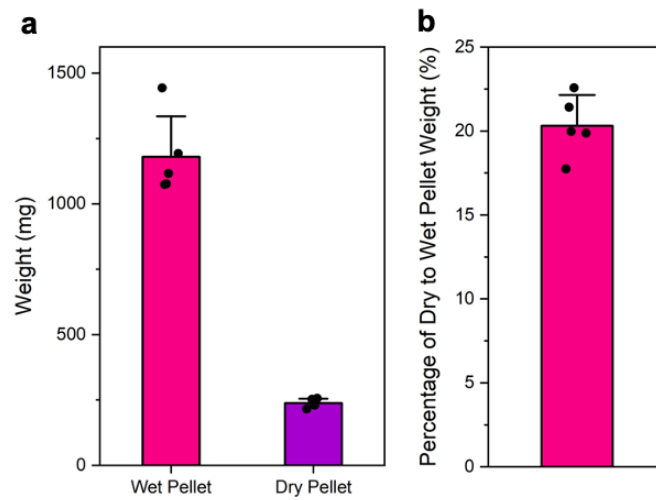 a
Weight (mg)
1500
1000
500
0
Wet Pellet
Dry Pellet
b
Percentage of Dry to Wet Pellet Weight (%)
25
20
15
10
5
0